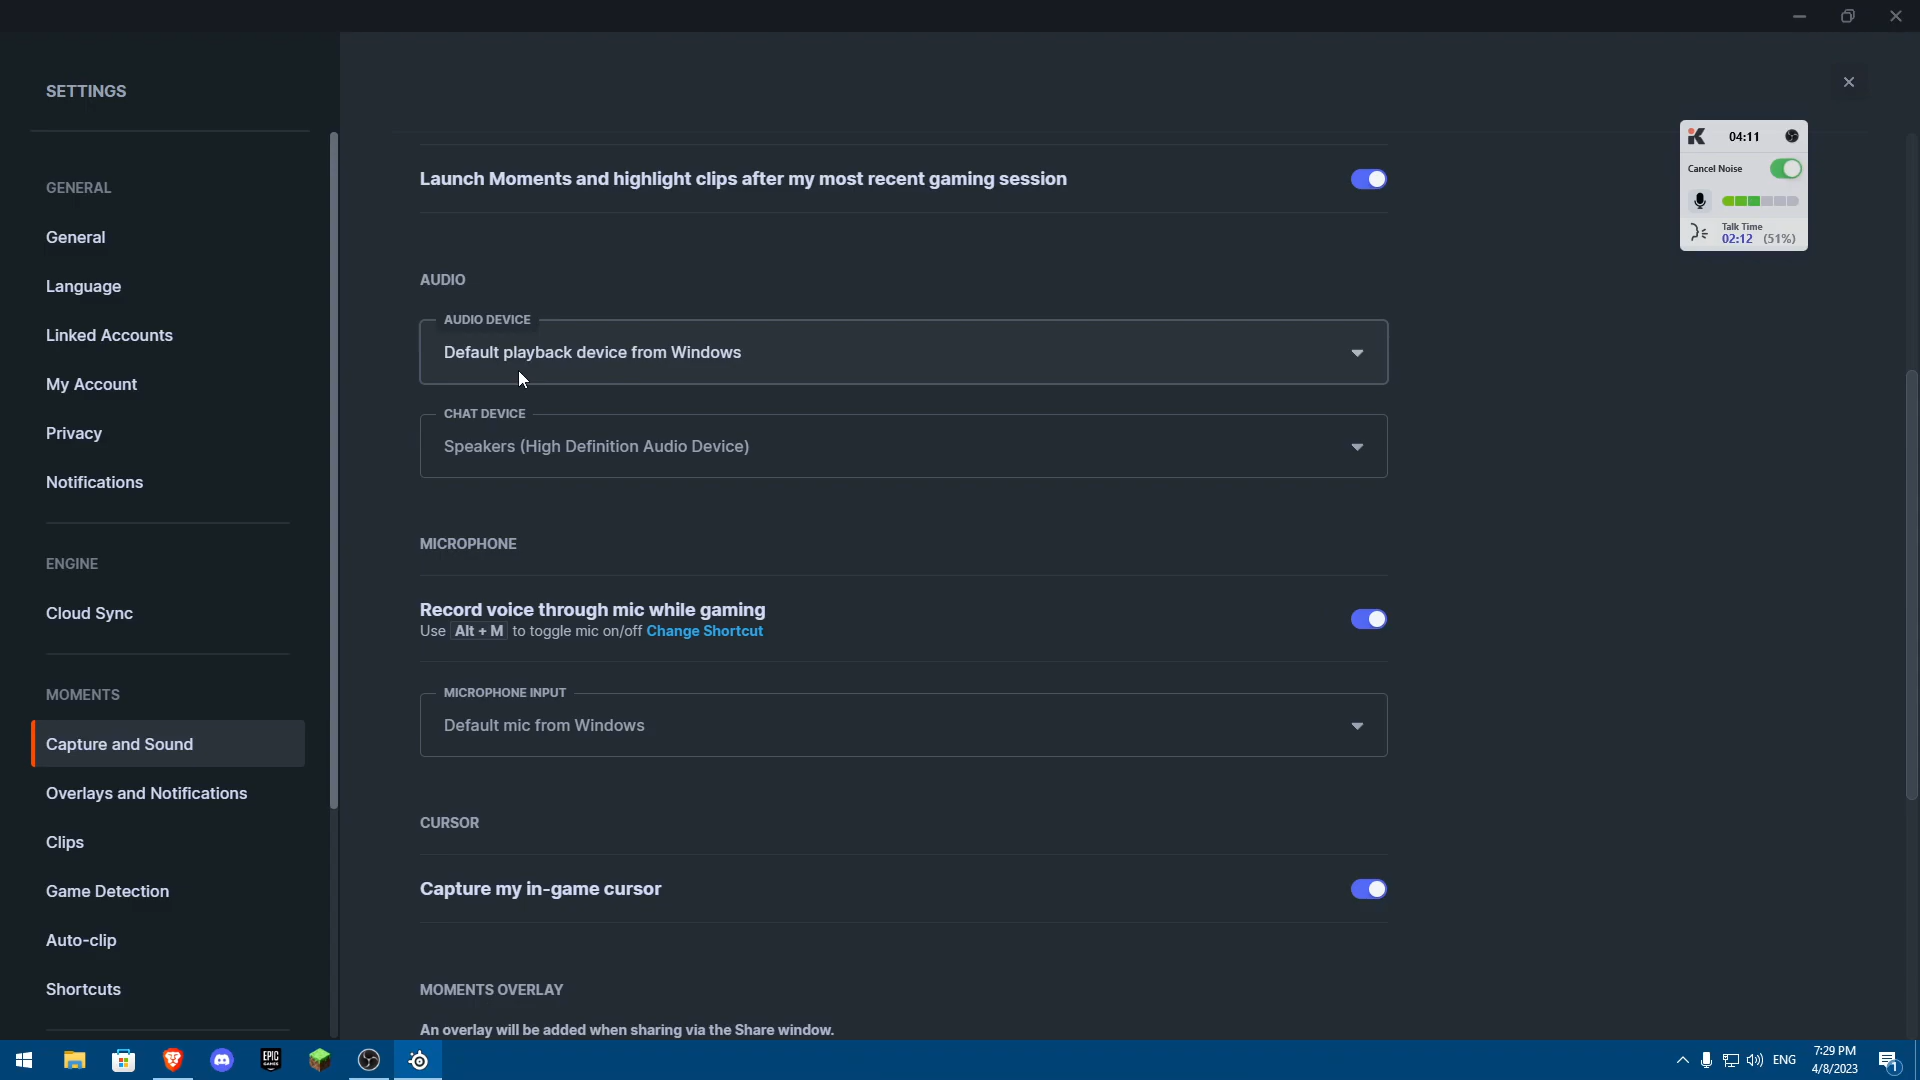 SETTINGS
GENERAL
General
Language
Linked Accounts
My Account
Privacy
Notifications
ENGINE
Cloud Sync
MOMENTS
Capture and Sound
Overlays and Notifications
Clips
Game Detection
Auto-clip
Shortcuts
Launch Moments and highlight clips after my most recent gaming session
AUDIO
AUDIO DEVICE
Default playback device from Windows
CHAT DEVICE
Speakers (High Definition Audio Device)
MICROPHONE
Record voice through mic while gaming
Use Alt + M to toggle mic on/off Change Shortcut
MICROPHONE INPUT
Default mic from Windows
CURSOR
Capture my in-game cursor
MOMENTS OVERLAY
An overlay will be added when sharing via the Share window.
04:11
Cancel Noise
Talk Time
02:12 (51%)
EPIC
GAMES
ENG
7:29 PM
4/8/2023
1